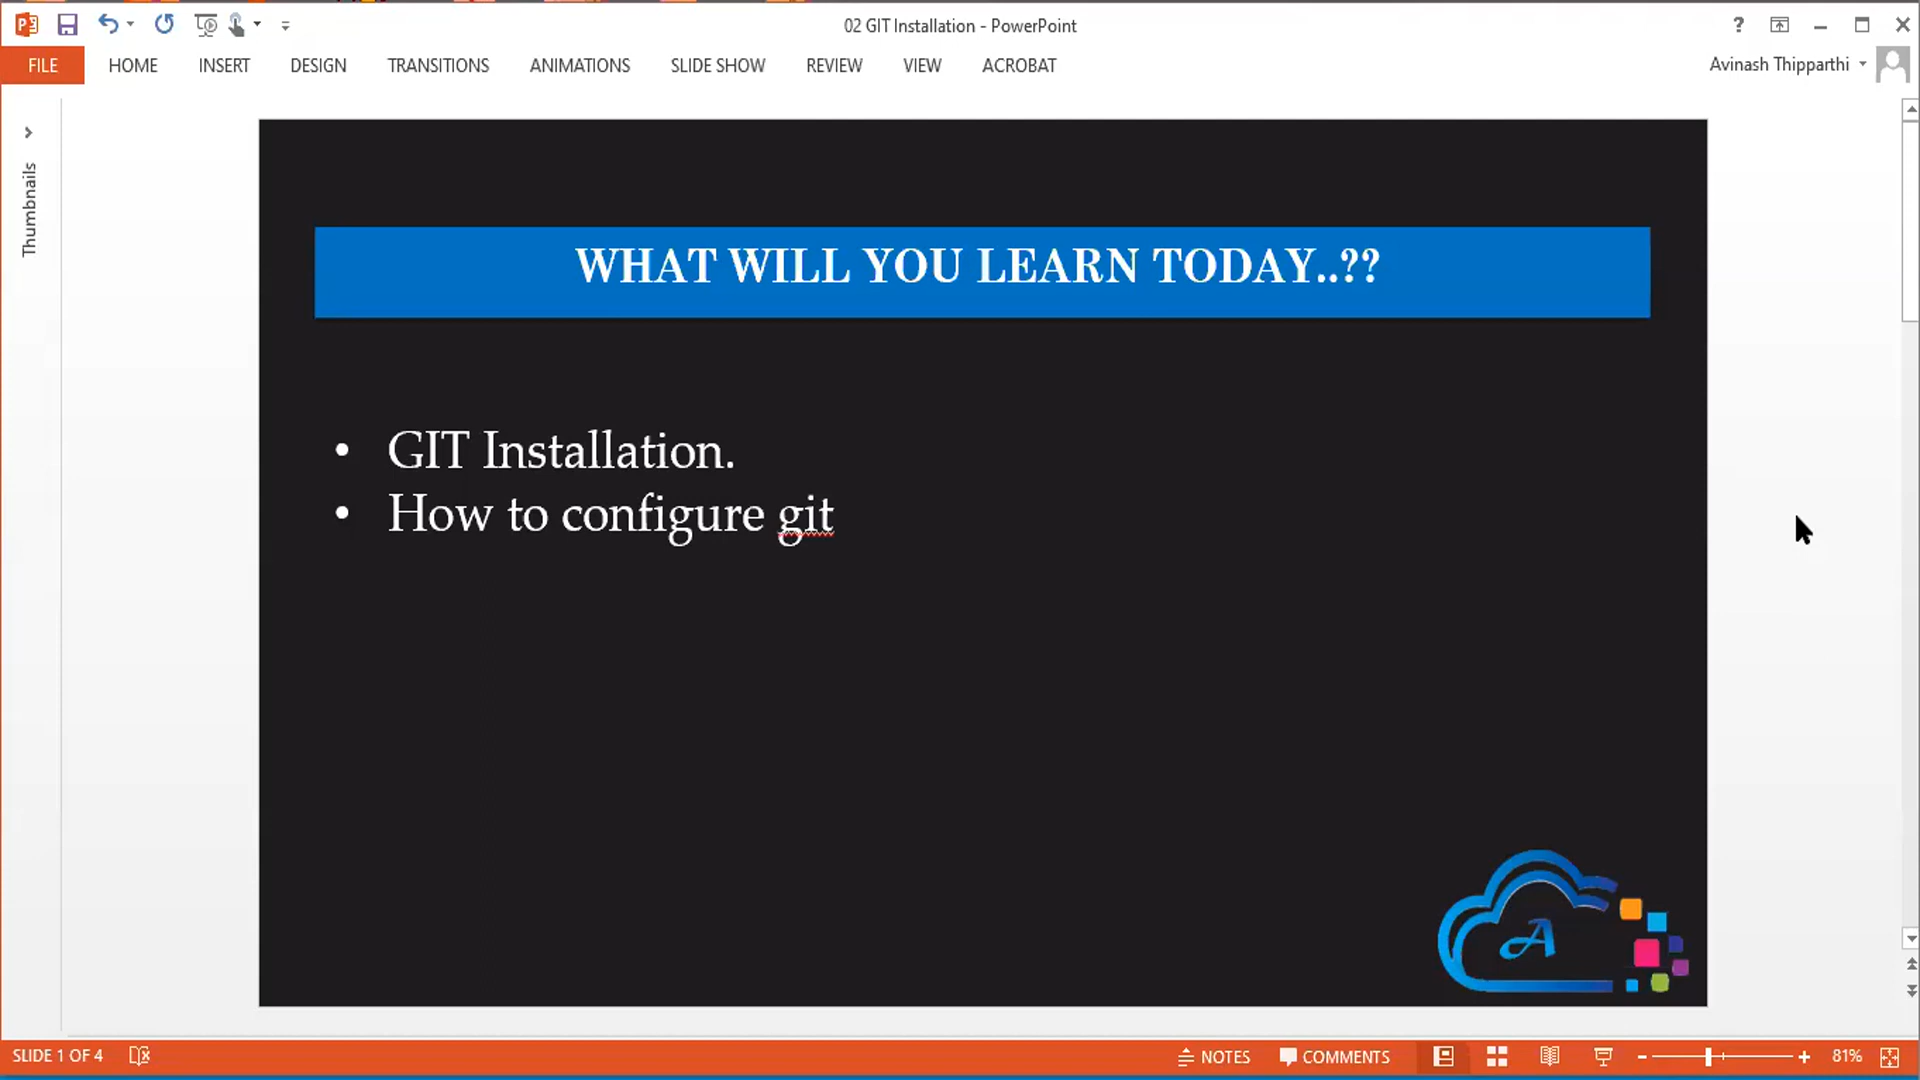 02 GIT Installation - PowerPoint
?
FILE HOME INSERT DESIGN TRANSITIONS ANIMATIONS SLIDE SHOW REVIEW VIEW ACROBAT
Avinash Thipparthi
Thumbnails
WHAT WILL YOU LEARN TODAY..??
• GIT Installation.
• How to configure git
A
SLIDE 1 OF 4
NOTES
COMMENTS
81%